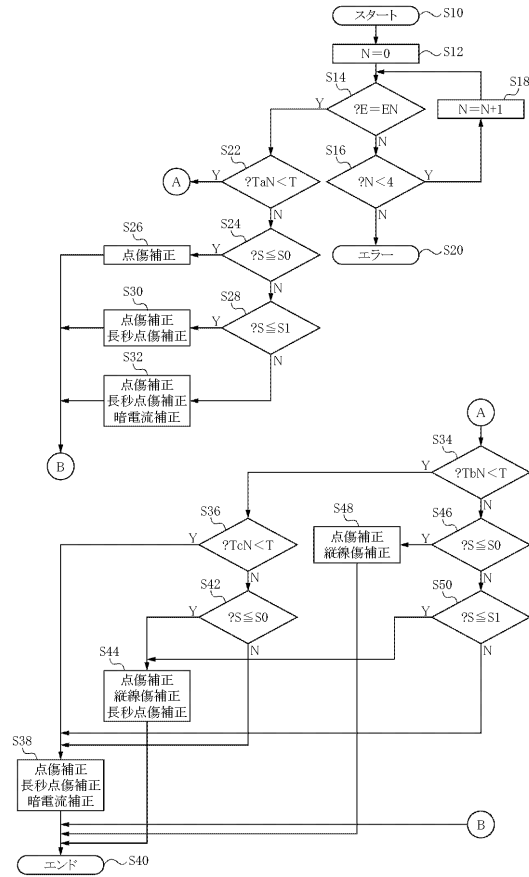 スタート
S10
N=0
S12
S14
?E=EN
Y
N
S18
N=N+1
S16
?N<4
Y
N
エラー
S20
S22
?TaN<T
Y
N
A
S24
?S≦S0
Y
N
S26
点傷補正
S28
?S≦S1
Y
N
S30
点傷補正
長秒点傷補正
S32
点傷補正
長秒点傷補正
暗電流補正
B
A
S34
?TbN<T
Y
N
S36
?TcN<T
Y
N
S46
?S≦S0
Y
N
S48
点傷補正
縦線傷補正
S42
?S≦S0
Y
N
S50
?S≦S1
Y
N
S44
点傷補正
縦線傷補正
長秒点傷補正
S38
点傷補正
長秒点傷補正
暗電流補正
B
エンド
S40